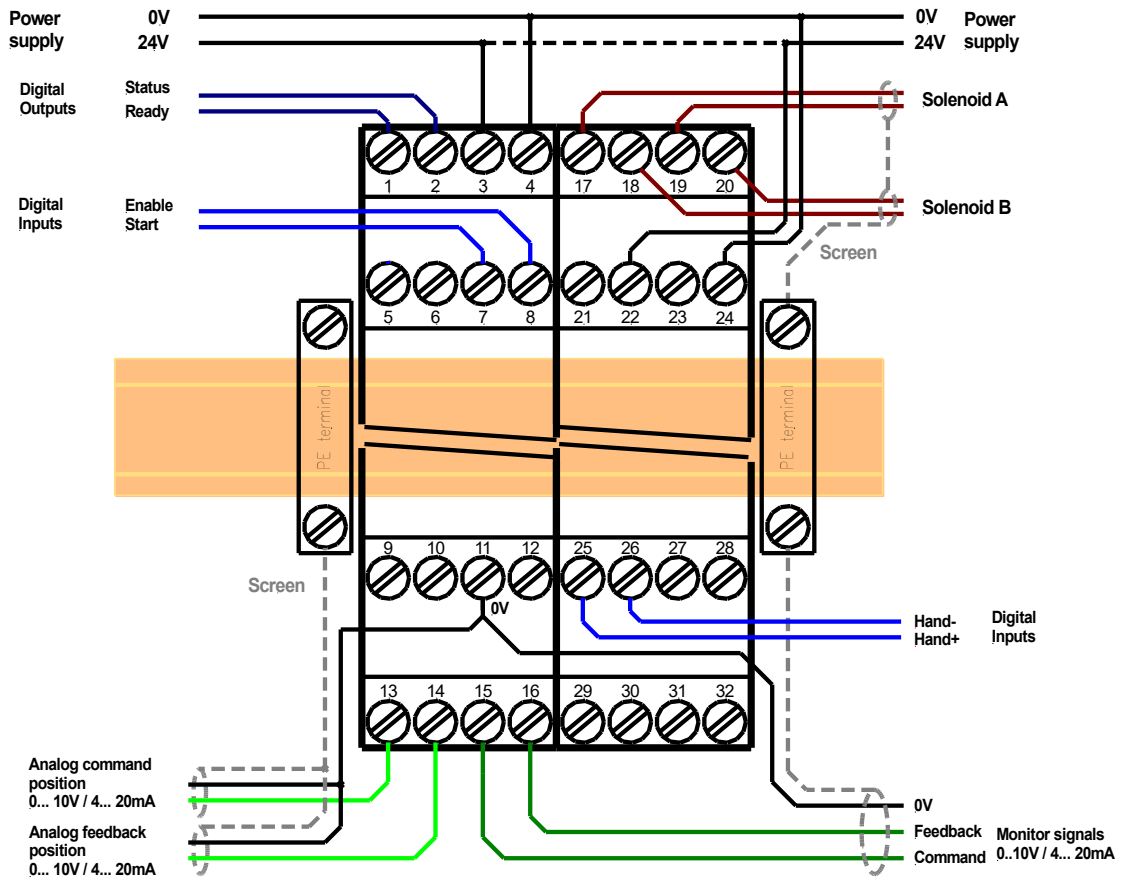 Power 0V 0V Power
supply 24V 24V supply
Digital Status
Outputs Ready
Solenoid A
1 2 3 4 17 18 19 20
Digital Enable
Inputs Start
Solenoid B
Screen
5 6 7 8 21 22 23 24
PE terminal
PE terminal
9 10 11 12 25 26 27 28
Screen
0V
Hand- Digital
Hand+ Inputs
13 14 15 16 29 30 31 32
Analog command
position
0... 10V / 4... 20mA
Analog feedback
position
0... 10V / 4... 20mA
0V
Feedback Monitor signals
Command 0..10V / 4... 20mA